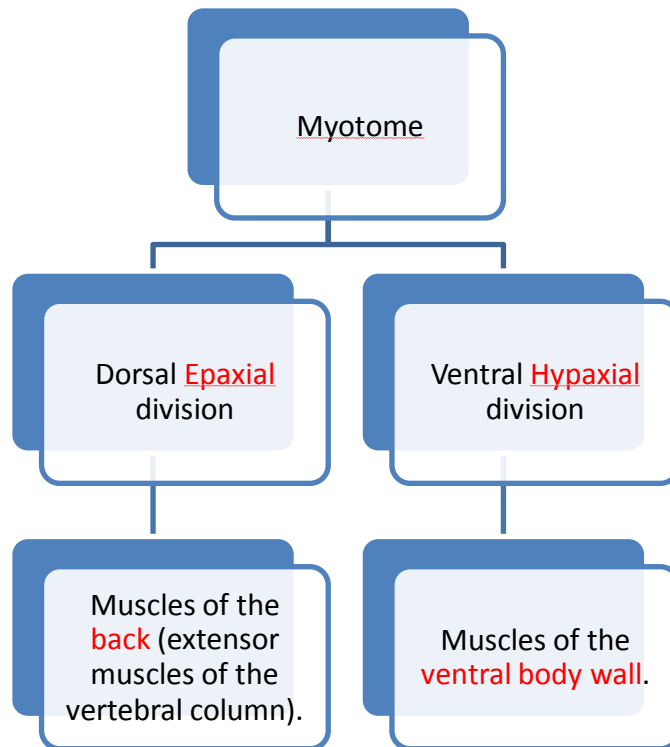 Myotome
Dorsal Epaxial
division
Ventral Hypaxial
division
Muscles of the
back (extensor
muscles of the
vertebral column).
Muscles of the
ventral body wall.